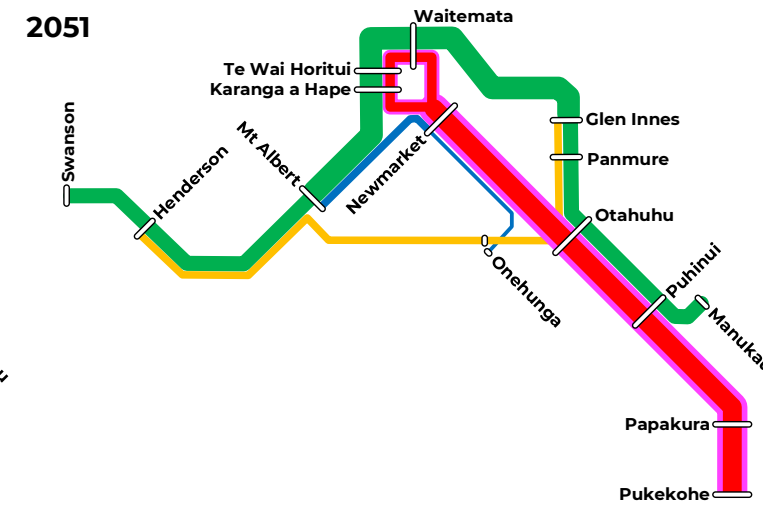 2051
Waitemata
Te Wai Horitui
Karanga a Hape
Swanson
Henderson
Mt Albert
Newmarket
Glen Innes
Panmure
Otahuhu
Onehunga
Puhinui
Manukau
Papakura
Pukekohe
u